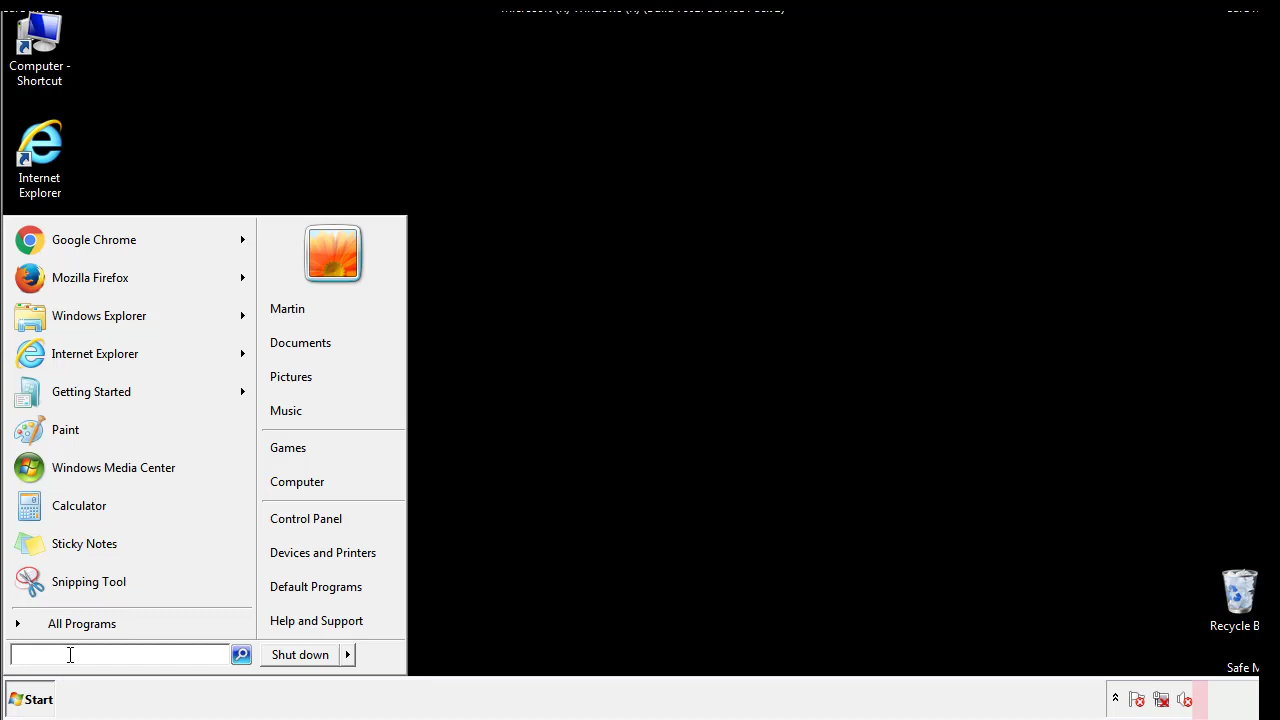 Computer -
Shortcut
Internet
Explorer
Google Chrome
Mozilla Firefox
Windows Explorer
Internet Explorer
Getting Started
Paint
Windows Media Center
Calculator
Sticky Notes
Snipping Tool
All Programs
Martin
Documents
Pictures
Music
Games
Computer
Control Panel
Devices and Printers
Default Programs
Help and Support
Shut down
Recycle B
Safe M
Start